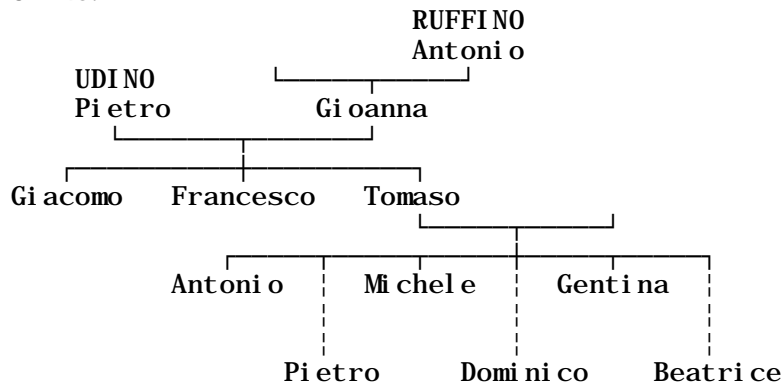 RUFFINO
Antonio
UDINO
Pietro Gioanna
Giacomo Francesco Tomaso
Antonio Michele Gentina
Pietro Dominico Beatrice